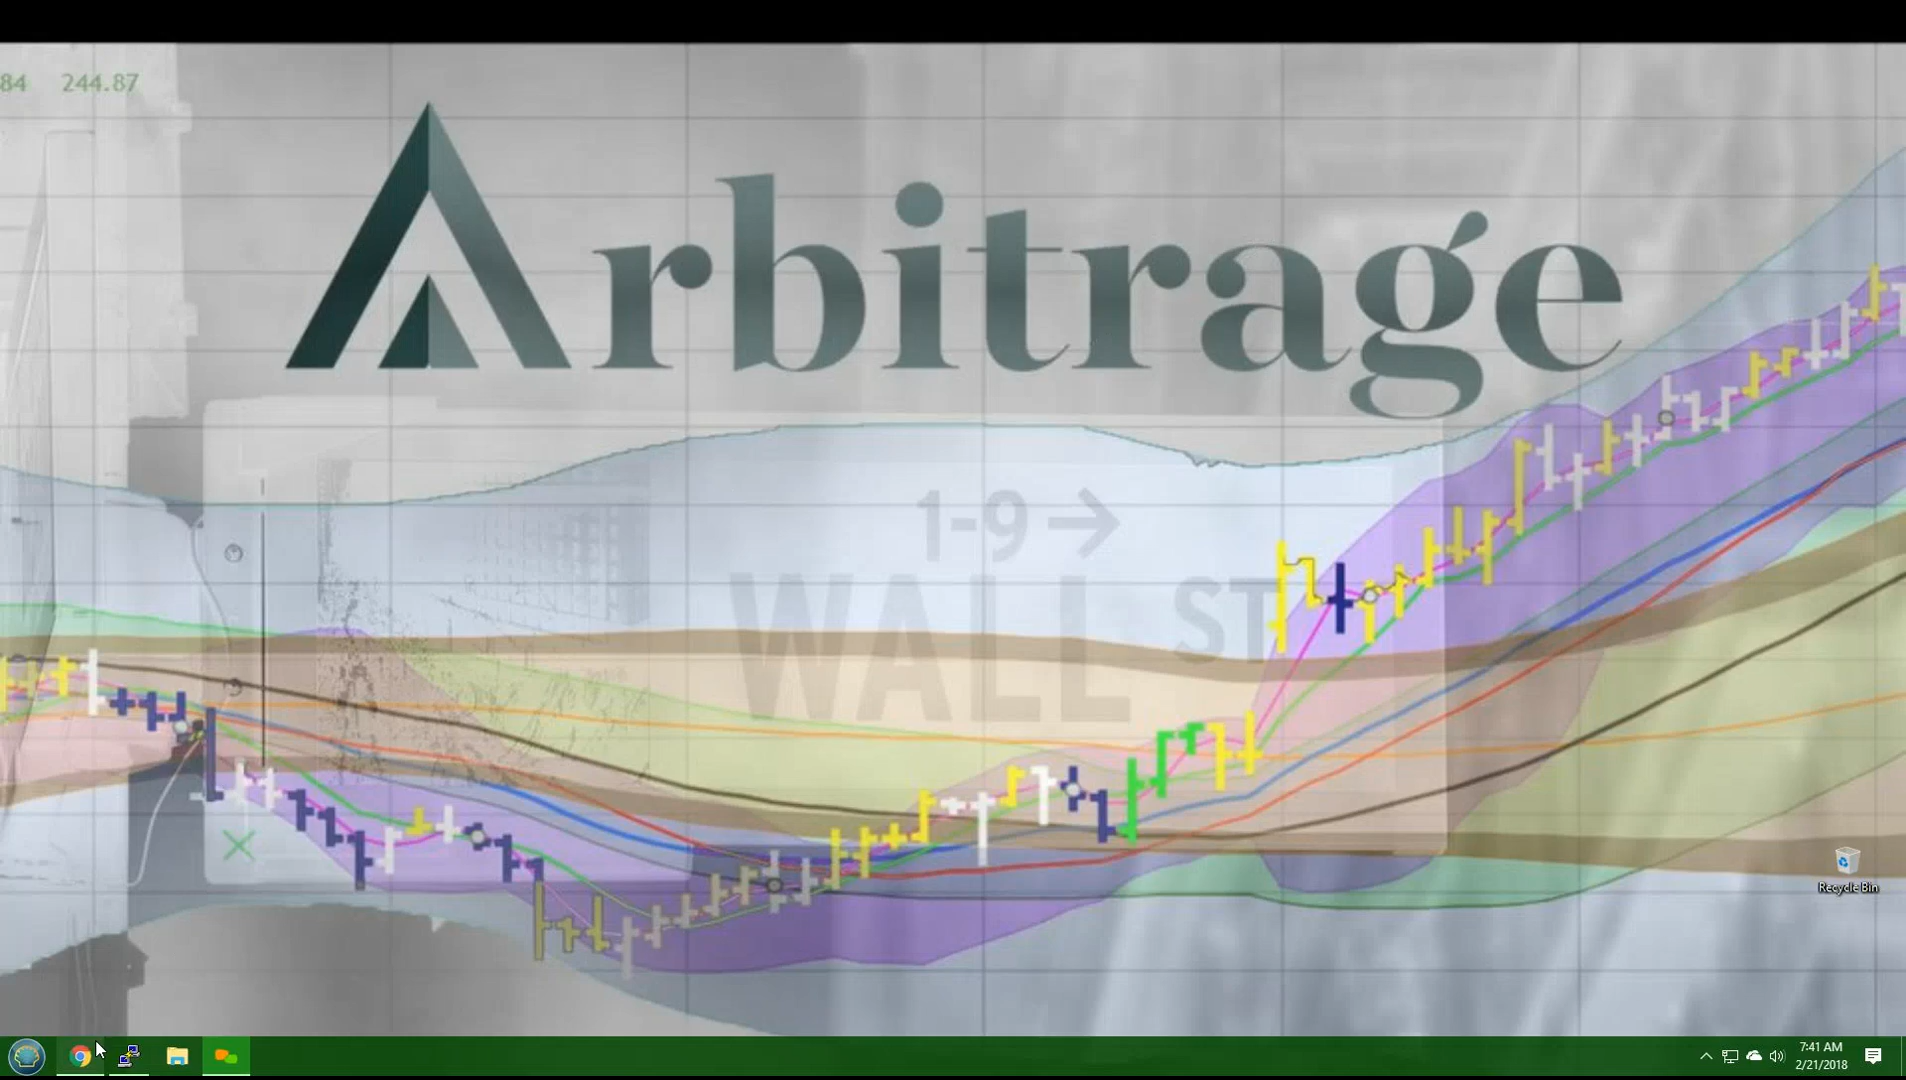 84 244.87
Arbitrage
1-9 →
WALL ST
Recycle Bin
7:41 AM
2/21/2018